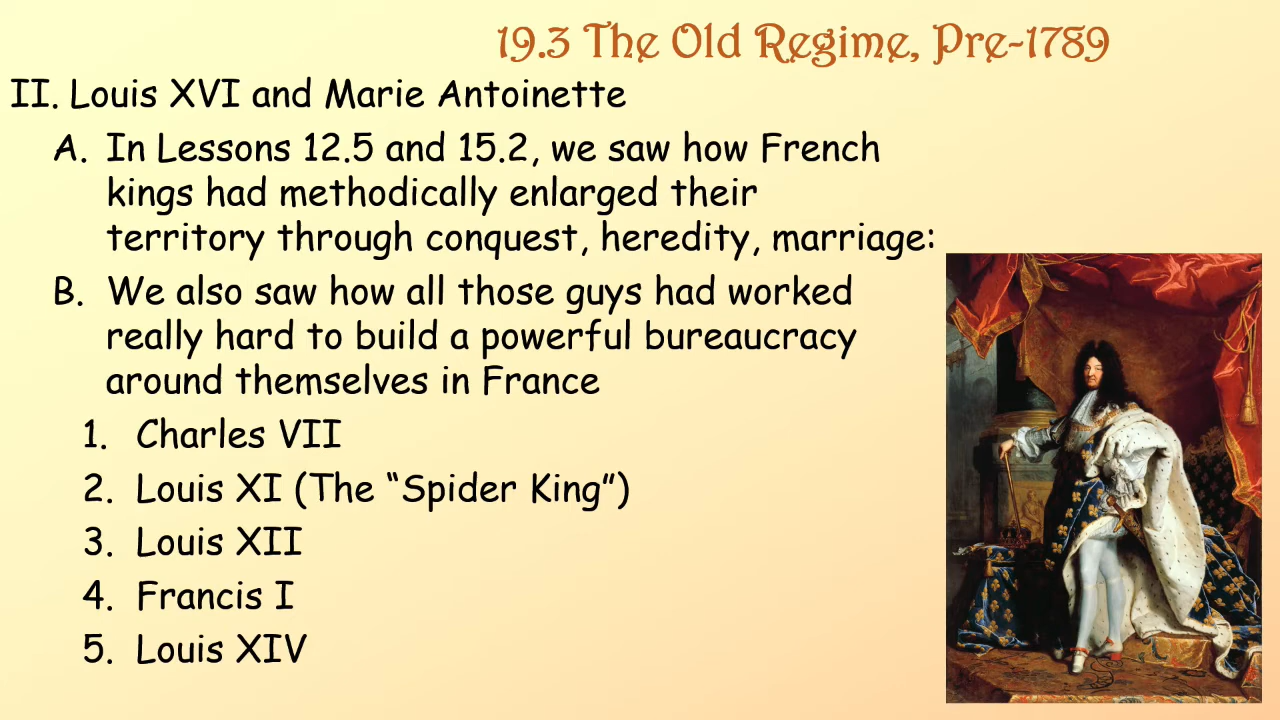 19.3 The Old Regime, Pre-1789
II. Louis XVI and Marie Antoinette
A. In Lessons 12.5 and 15.2, we saw how French
kings had methodically enlarged their
territory through conquest, heredity, marriage:
B. We also saw how all those guys had worked
really hard to build a powerful bureaucracy
around themselves in France
1. Charles VII
2. Louis XI (The “Spider King”)
3. Louis XII
4. Francis I
5. Louis XIV